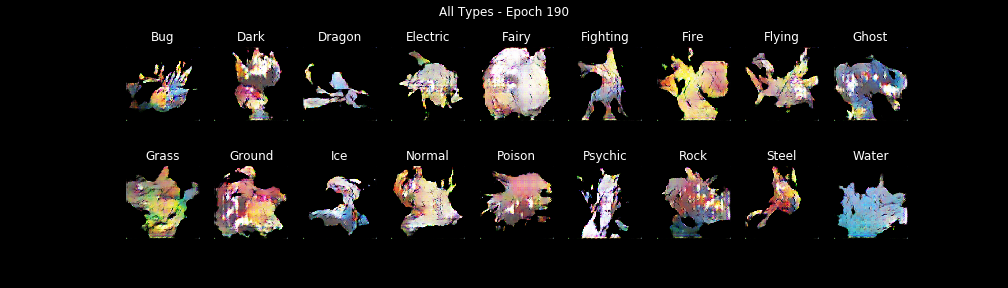 All Types - Epoch 190
Bug Dark Dragon Electric Fairy Fighting Fire Flying Ghost
Grass Ground Ice Normal Poison Psychic Rock Steel Water